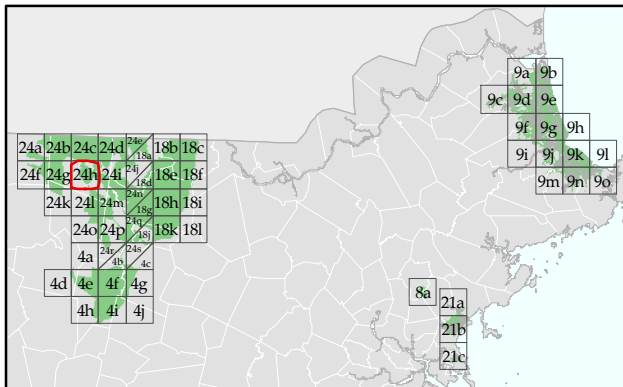 9a 9b
9c 9d 9e
9f 9g 9h
9i 9j 9k 9l
9m 9n 9o
24a 24b 24c 24d 24e 18a 18b 18c
24f 24g 24h 24i 24j 18d 18e 18f
24k 24l 24m 24n 18g 18h 18i
24o 24p 24q 18j 18k 18l
4a 24r 4b 24s 4c
4d 4e 4f 4g
4h 4i 4j
8a 21a
21b
21c